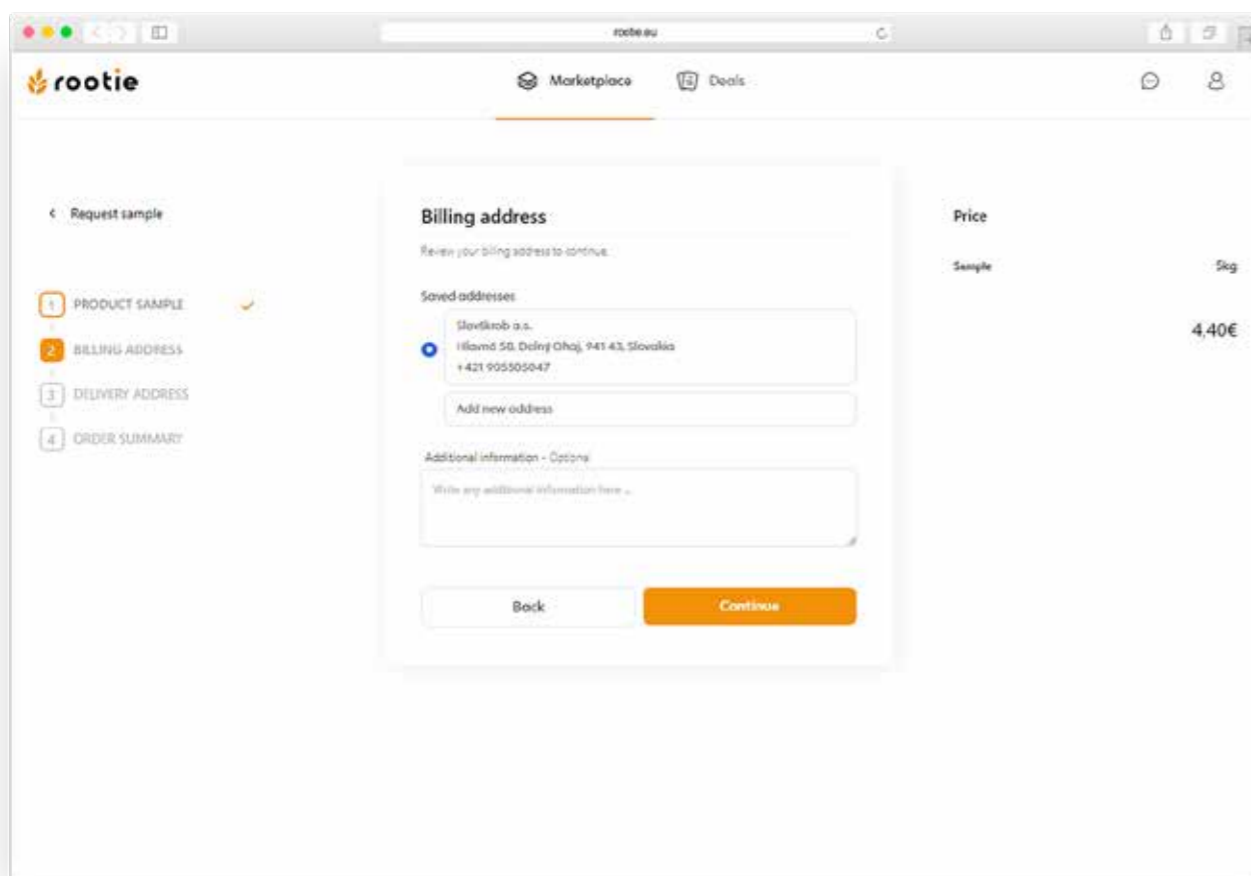 rootie.eu
rootie
Marketplace
Deals
Request sample
1 PRODUCT SAMPLE
2 BILLING ADDRESS
3 DELIVERY ADDRESS
4 ORDER SUMMARY
Billing address
Review your billing address to continue.
Saved addresses
a.s.
Hlavná 50, Dolný Ohaj, 941 43, Slovakia
+421 905505047
Add new address
Additional information - Optional
Write any additional information here ...
Back
Continue
Price
Sample 5kg
4,40€